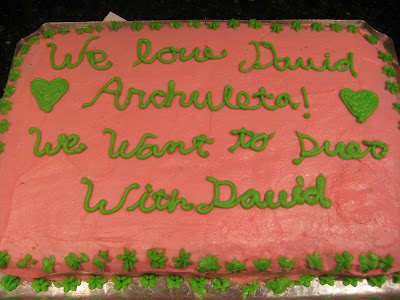 We love David
Archuleta!
We Want to Duet
With David